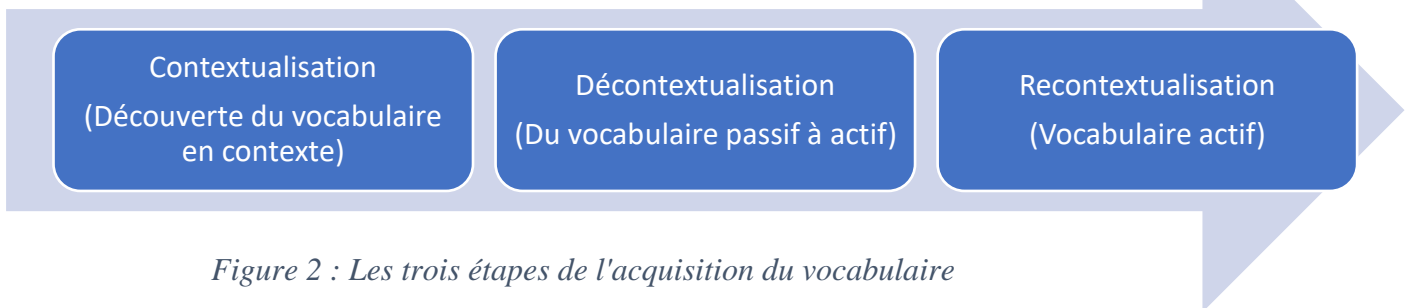 Contextualisation
(Découverte du vocabulaire
en contexte)
Décontextualisation
(Du vocabulaire passif à actif)
Recontextualisation
(Vocabulaire actif)
Figure 2 : Les trois étapes de l'acquisition du vocabulaire